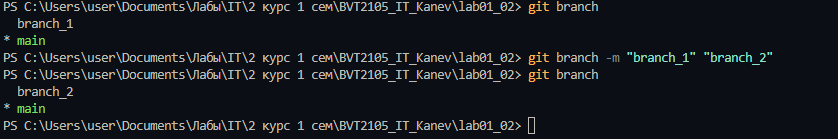 PS C:\Users\user\Documents\Лабы\IT\2 курс 1 сем\BVT2105_IT_Kanev\lab01_02> git branch
  branch_1
* main
PS C:\Users\user\Documents\Лабы\IT\2 курс 1 сем\BVT2105_IT_Kanev\lab01_02> git branch -m "branch_1" "branch_2"
PS C:\Users\user\Documents\Лабы\IT\2 курс 1 сем\BVT2105_IT_Kanev\lab01_02> git branch
  branch_2
* main
PS C:\Users\user\Documents\Лабы\IT\2 курс 1 сем\BVT2105_IT_Kanev\lab01_02>